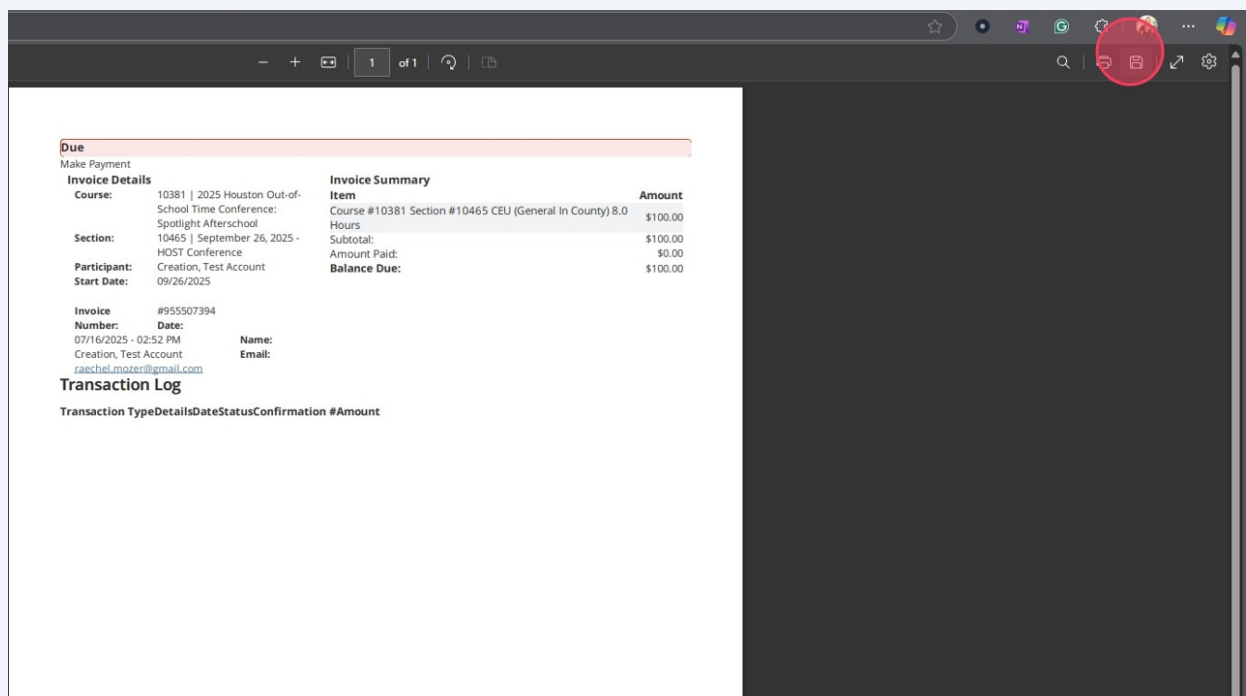 1 of 1
Due
Make Payment
Invoice Details
Course: 10381 | 2025 Houston Out-of-
School Time Conference:
Spotlight Afterschool
Section: 10465 | September 26, 2025 -
HOST Conference
Participant: Creation, Test Account
Start Date: 09/26/2025
Invoice #955507394
Number: Date:
07/16/2025 - 02:52 PM Name:
Creation, Test Account Email:
raechel.mozer@gmail.com
Invoice Summary
Item Amount
Course #10381 Section #10465 CEU (General In County) 8.0
Hours $100.00
Subtotal: $100.00
Amount Paid: $0.00
Balance Due: $100.00
Transaction Log
Transaction TypeDetailsDateStatusConfirmation #Amount